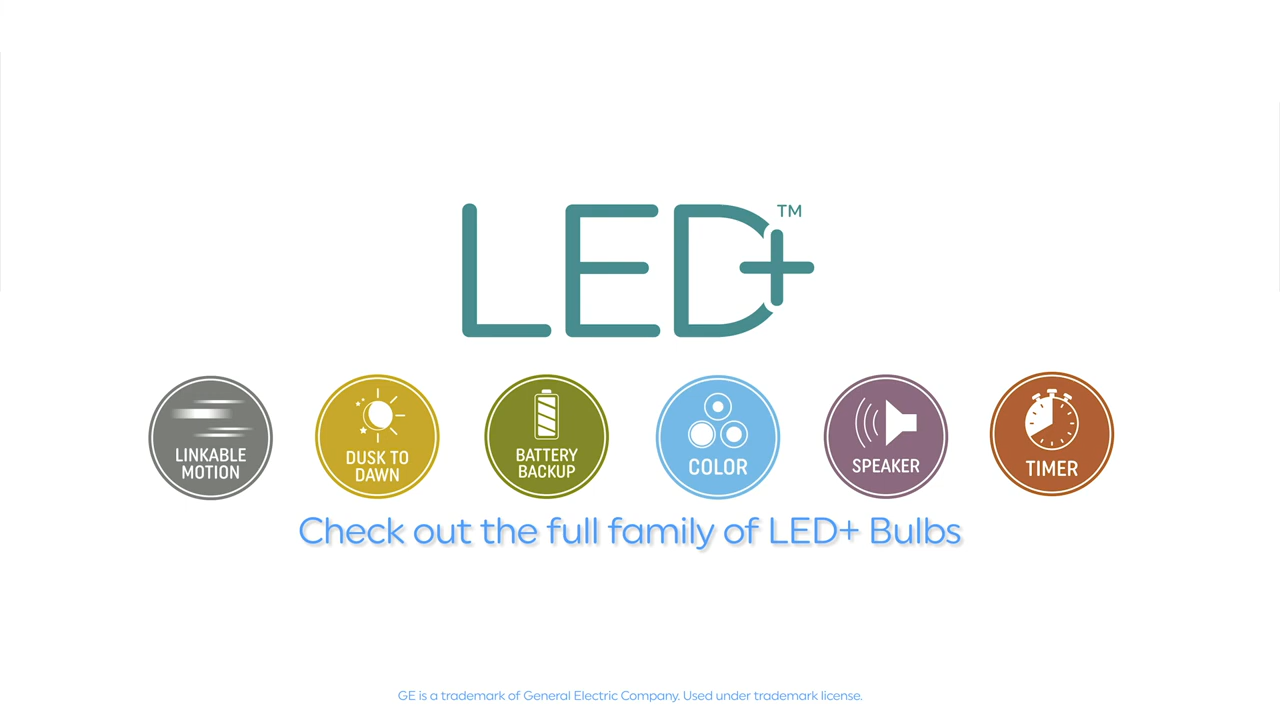 LED+™
LINKABLE
MOTION
DUSK TO
DAWN
BATTERY
BACKUP
COLOR
SPEAKER
TIMER
Check out the full family of LED+ Bulbs
GE is a trademark of General Electric Company. Used under trademark license.